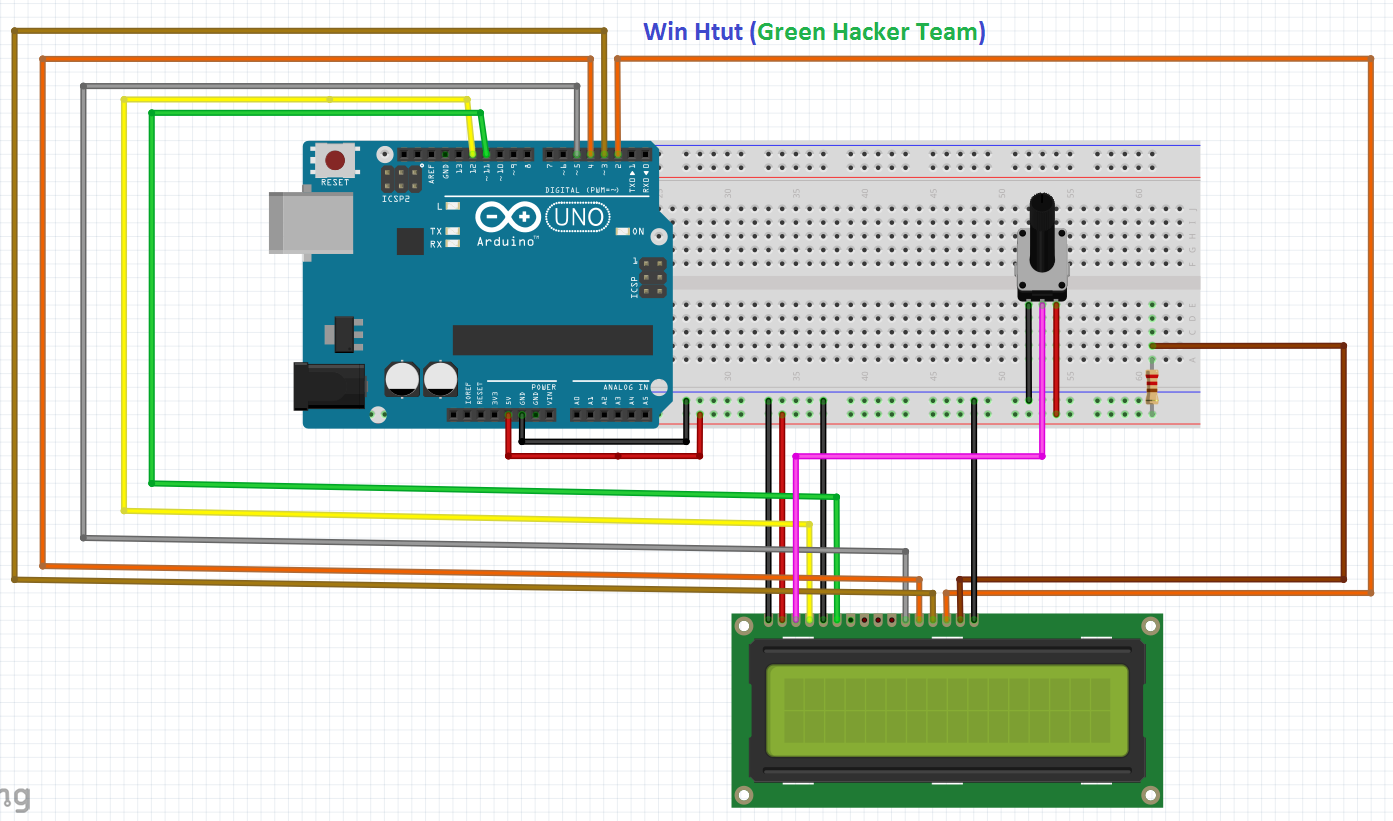 Win Htut (Green Hacker Team)
RESET
ICSP2
AREF
GND
13
12
~11
~10
~9
8
7
~6
~5
4
~3
2
TXD▶1
RXD◀0
DIGITAL (PWM=~)
L
TX
RX
Arduino™
UNO
ON
1
ICSP
30
35
40
45
50
55
60
J
I
H
G
F
E
D
C
B
A
30
35
40
45
50
55
60
POWER
ANALOG IN
IOREF
RESET
3V3
5V
GND
GND
VIN
A0
A1
A2
A3
A4
A5
ng